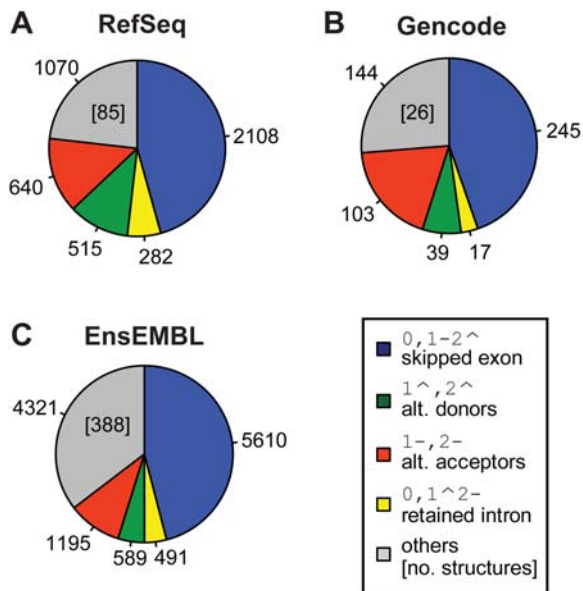 A RefSeq
1070
[85]
2108
640
515
282
B Gencode
144
[26]
245
103
39
17
C EnsEMBL
4321
[388]
5610
1195
589
491
0,1-2^
skipped exon
1^,2^
alt. donors
1-,2-
alt. acceptors
0,1^2-
retained intron
others
[no. structures]